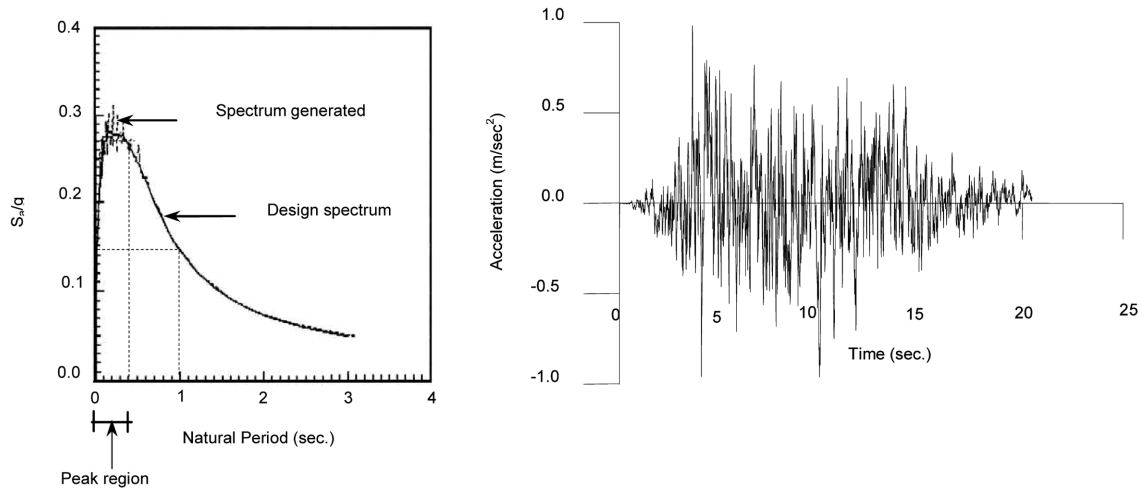 0.4
0.3
0.2
0.1
0.0
Sa/q
Spectrum generated
Design spectrum
0 1 2 3 4
Natural Period (sec.)
Peak region
1.0
0.5
0.0
-0.5
-1.0
Acceleration (m/sec²)
0 5 10 15 20 25
Time (sec.)